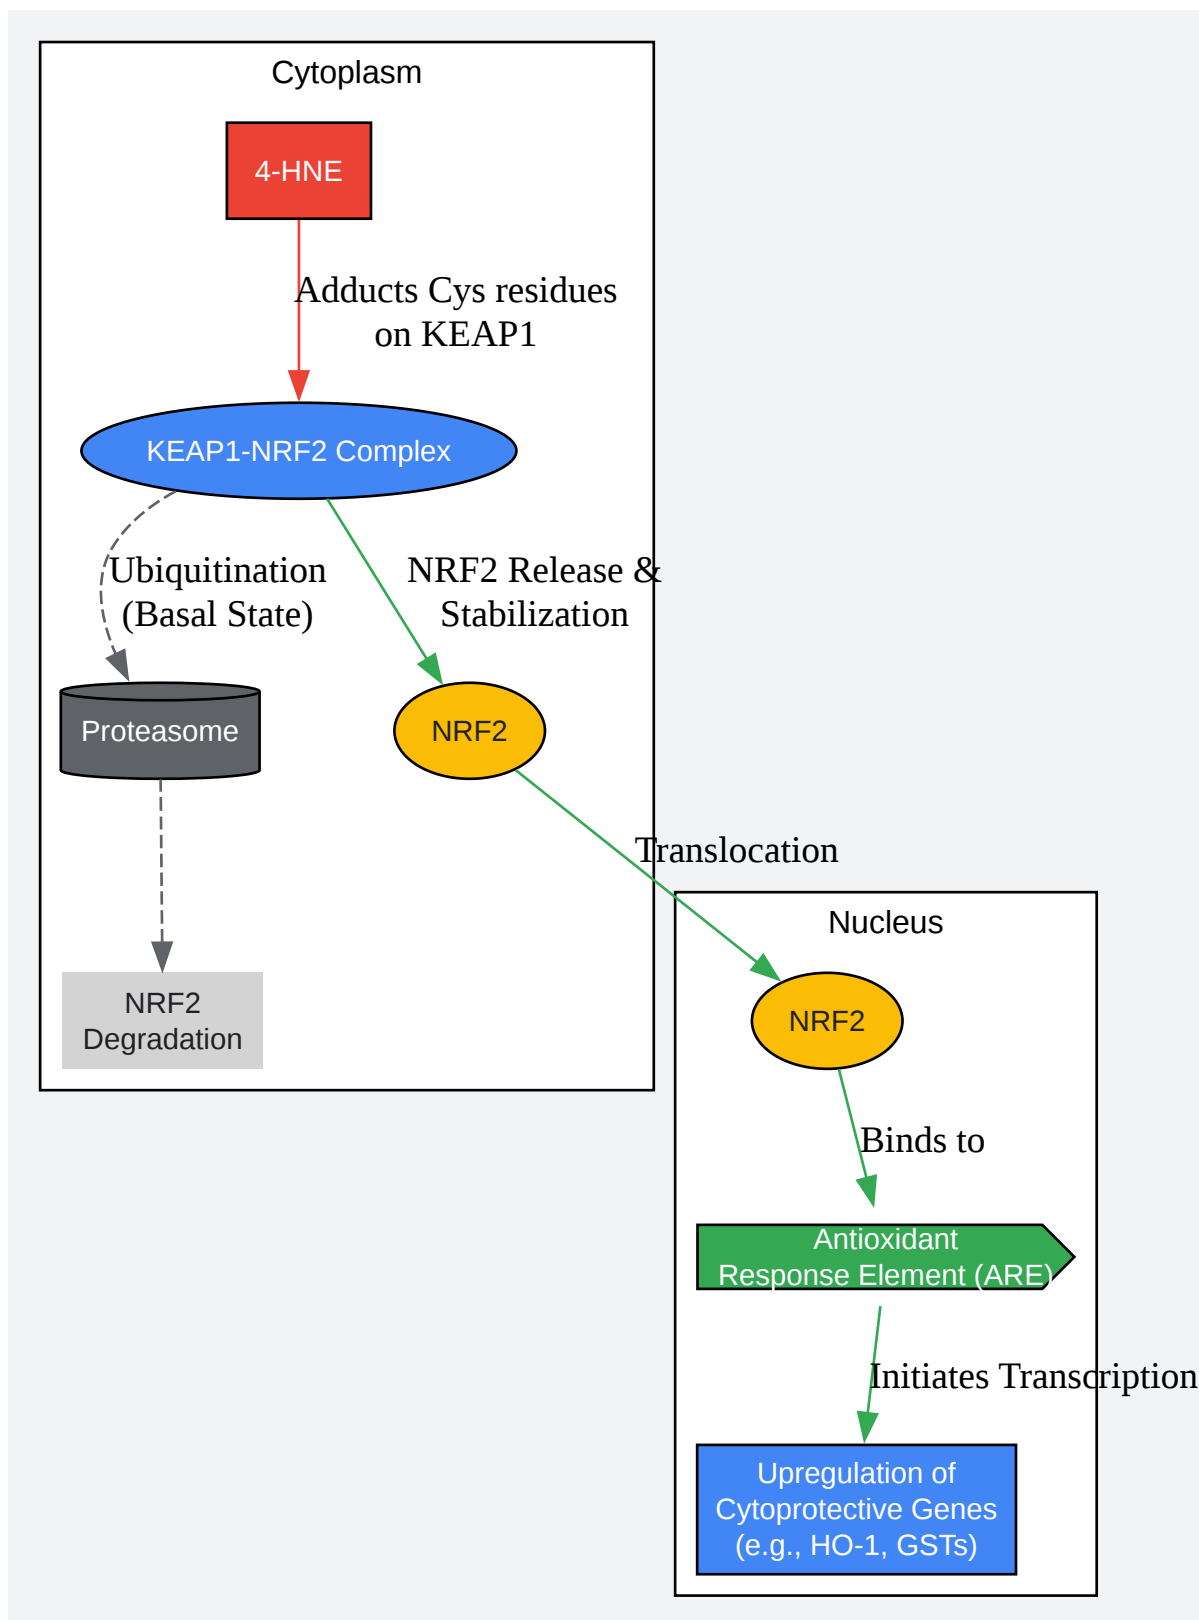 Cytoplasm
4-HNE
Adducts Cys residues
on KEAP1
KEAP1-NRF2 Complex
Ubiquitination
(Basal State)
NRF2 Release &
Stabilization
Proteasome
NRF2
Translocation
NRF2
Degradation
Nucleus
NRF2
Binds to
Antioxidant
Response Element (ARE)
Initiates Transcription
Upregulation of
Cytoprotective Genes
(e.g., HO-1, GSTs)